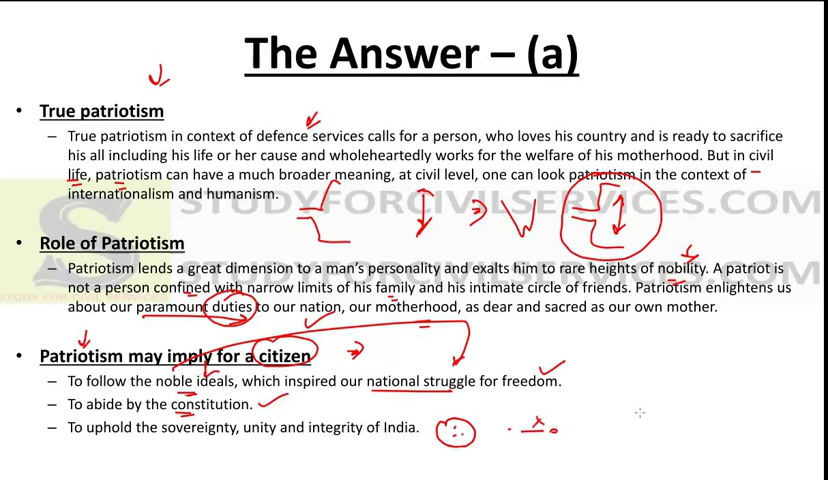 The Answer – (a)
• True patriotism
– True patriotism in context of defence services calls for a person, who loves his country and is ready to sacrifice
his all including his life or her cause and wholeheartedly works for the welfare of his motherhood. But in civil
life, patriotism can have a much broader meaning, at civil level, one can look patriotism in the context of
internationalism and humanism.
STUDYFORCIVILSERVICES.COM
• Role of Patriotism
– Patriotism lends a great dimension to a man's personality and exalts him to rare heights of nobility. A patriot is
not a person confined with narrow limits of his family and his intimate circle of friends. Patriotism enlightens us
about our paramount duties to our nation, our motherhood, as dear and sacred as our own mother.
STUDYFORCIVILSERVICES.COM
STUDY FOR CIVIL SERVICES
• Patriotism may imply for a citizen
– To follow the noble ideals, which inspired our national struggle for freedom.
– To abide by the constitution.
– To uphold the sovereignty, unity and integrity of India.